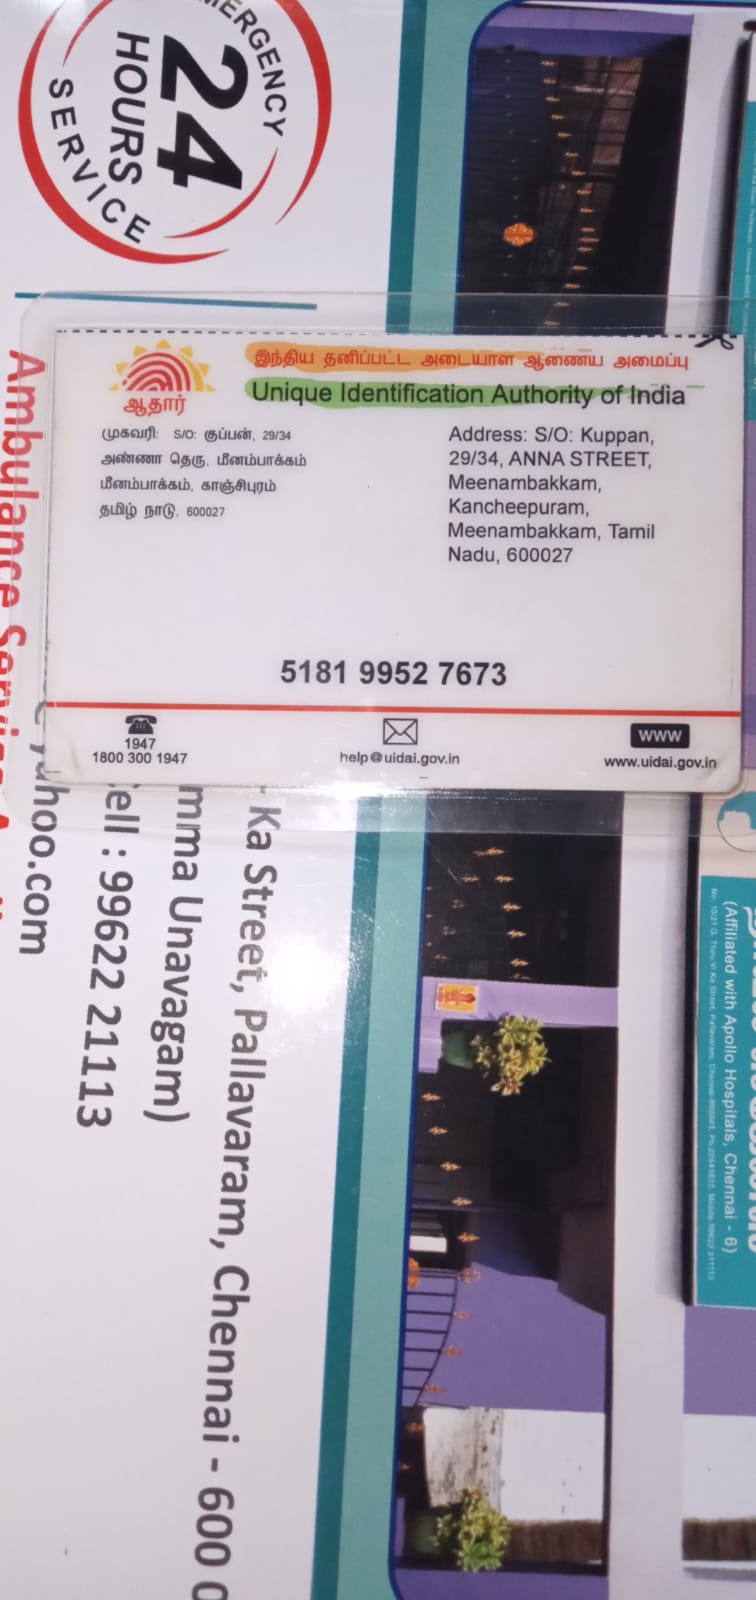 EMERGENCY
24
HOURS
SERVICE
ஆதார்
இந்திய தனிப்பட்ட அடையாள ஆணைய அமைப்பு
Unique Identification Authority of India
முகவரி: S/O: குப்பன், 29/34
அண்ணா தெரு, மீனம்பாக்கம்
மீனம்பாக்கம், காஞ்சிபுரம்
தமிழ் நாடு, 600027
Address: S/O: Kuppan,
29/34, ANNA STREET,
Meenambakkam,
Kancheepuram,
Meenambakkam, Tamil
Nadu, 600027
5181 9952 7673
1947
1800 300 1947
help@uidai.gov.in
WWW
www.uidai.gov.in
Ka Street, Pallavaram, Chennai - 600 0
mma Unavagam)
ell : 99622 21113
hoo.com
Ambulance Service
(Affiliated with Apollo Hospitals, Chennai - 6)